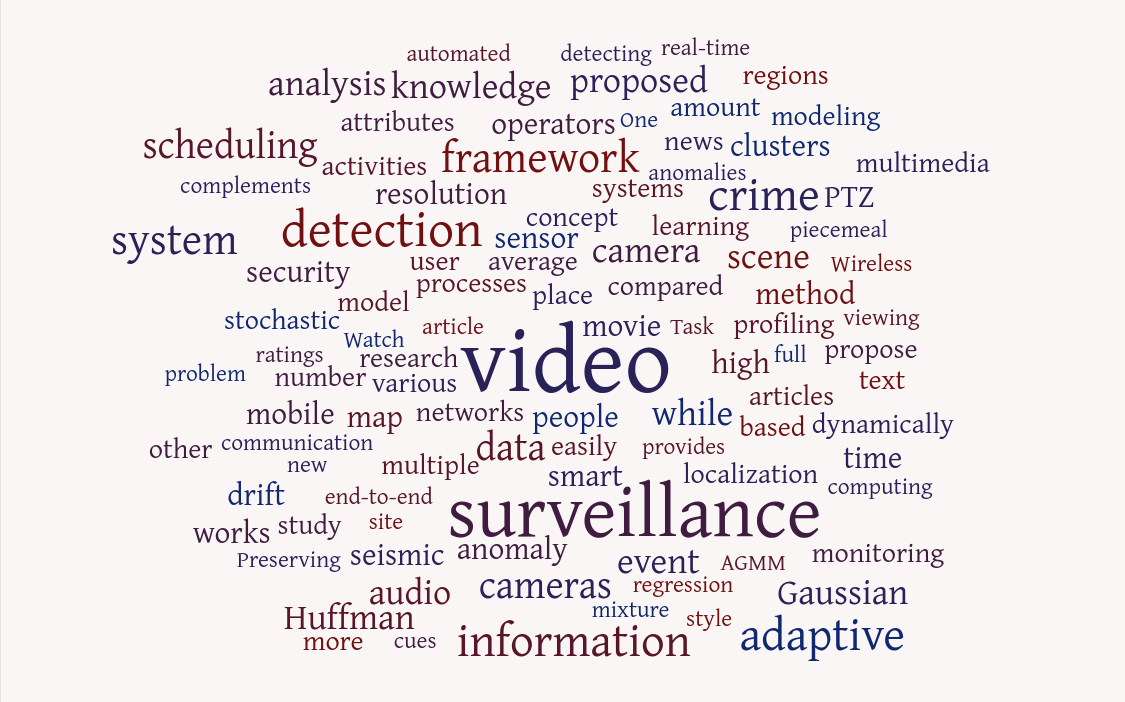 automated detecting real-time
analysis knowledge proposed regions
attributes operators One amount modeling
scheduling activities framework news clusters
complements resolution systems anomalies multimedia
system detection concept crime PTZ
sensor learning piecemeal
security user average camera scene Wireless
model processes place compared method
stochastic article movie Task profiling viewing
Watch
ratings research video high full propose
problem number various text
mobile map networks people while articles
based dynamically
other communication data easily provides time
new multiple smart localization
drift end-to-end surveillance computing
works study site
Preserving seismic anomaly event AGMM monitoring
audio cameras regression Gaussian
Huffman mixture style
more cues information adaptive